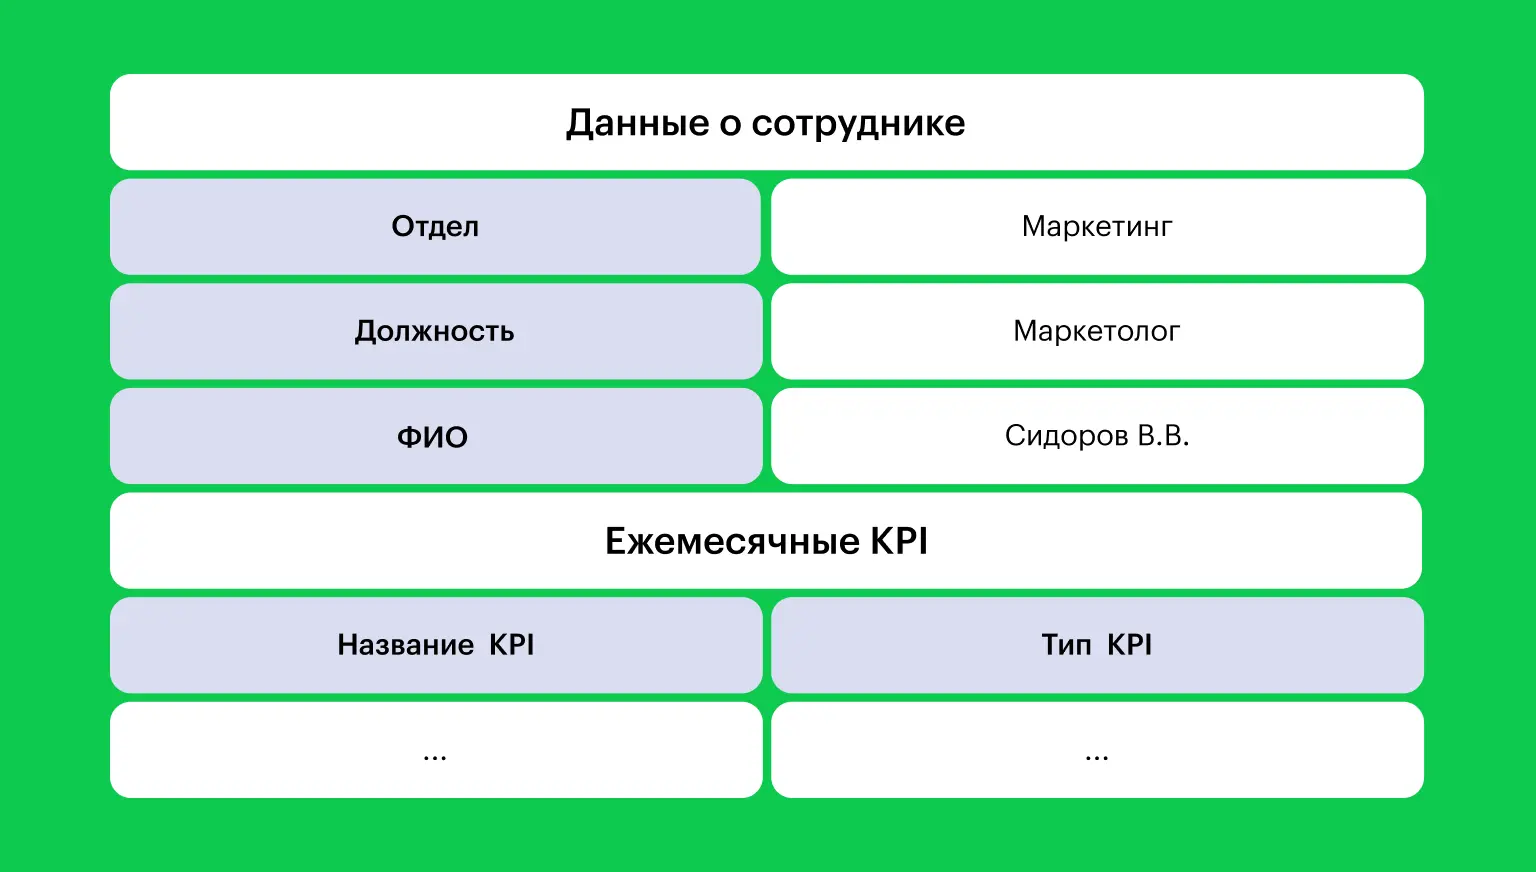 Данные о сотруднике
Отдел
Маркетинг
Должность
Маркетолог
ФИО
Сидоров В.В.
Ежемесячные KPI
Название KPI
Тип KPI
...
...